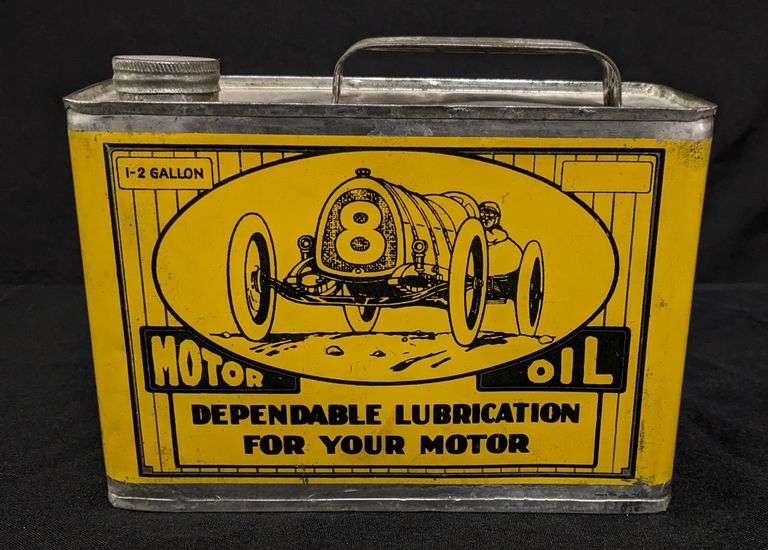 1-2 GALLON
8
MOTOR OIL
DEPENDABLE LUBRICATION
FOR YOUR MOTOR